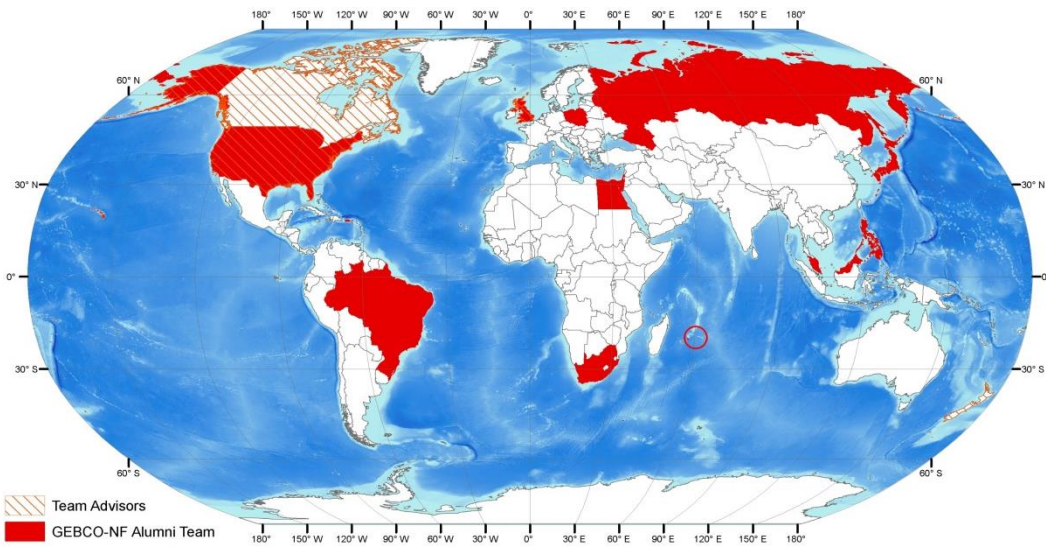 180° 150° W 120° W 90° W 60° W 40° W 0° 30° E 60° E 90° E 120° E 150° E 180°
60° N 60° N
30° N 30° N
0° 0°
30° S 30° S
60° S 60° S
Team Advisors
GEBCO-NF Alumni Team
180° 150° W 120° W 90° W 60° W 40° W 0° 30° E 60° E 90° E 120° E 150° E 180°